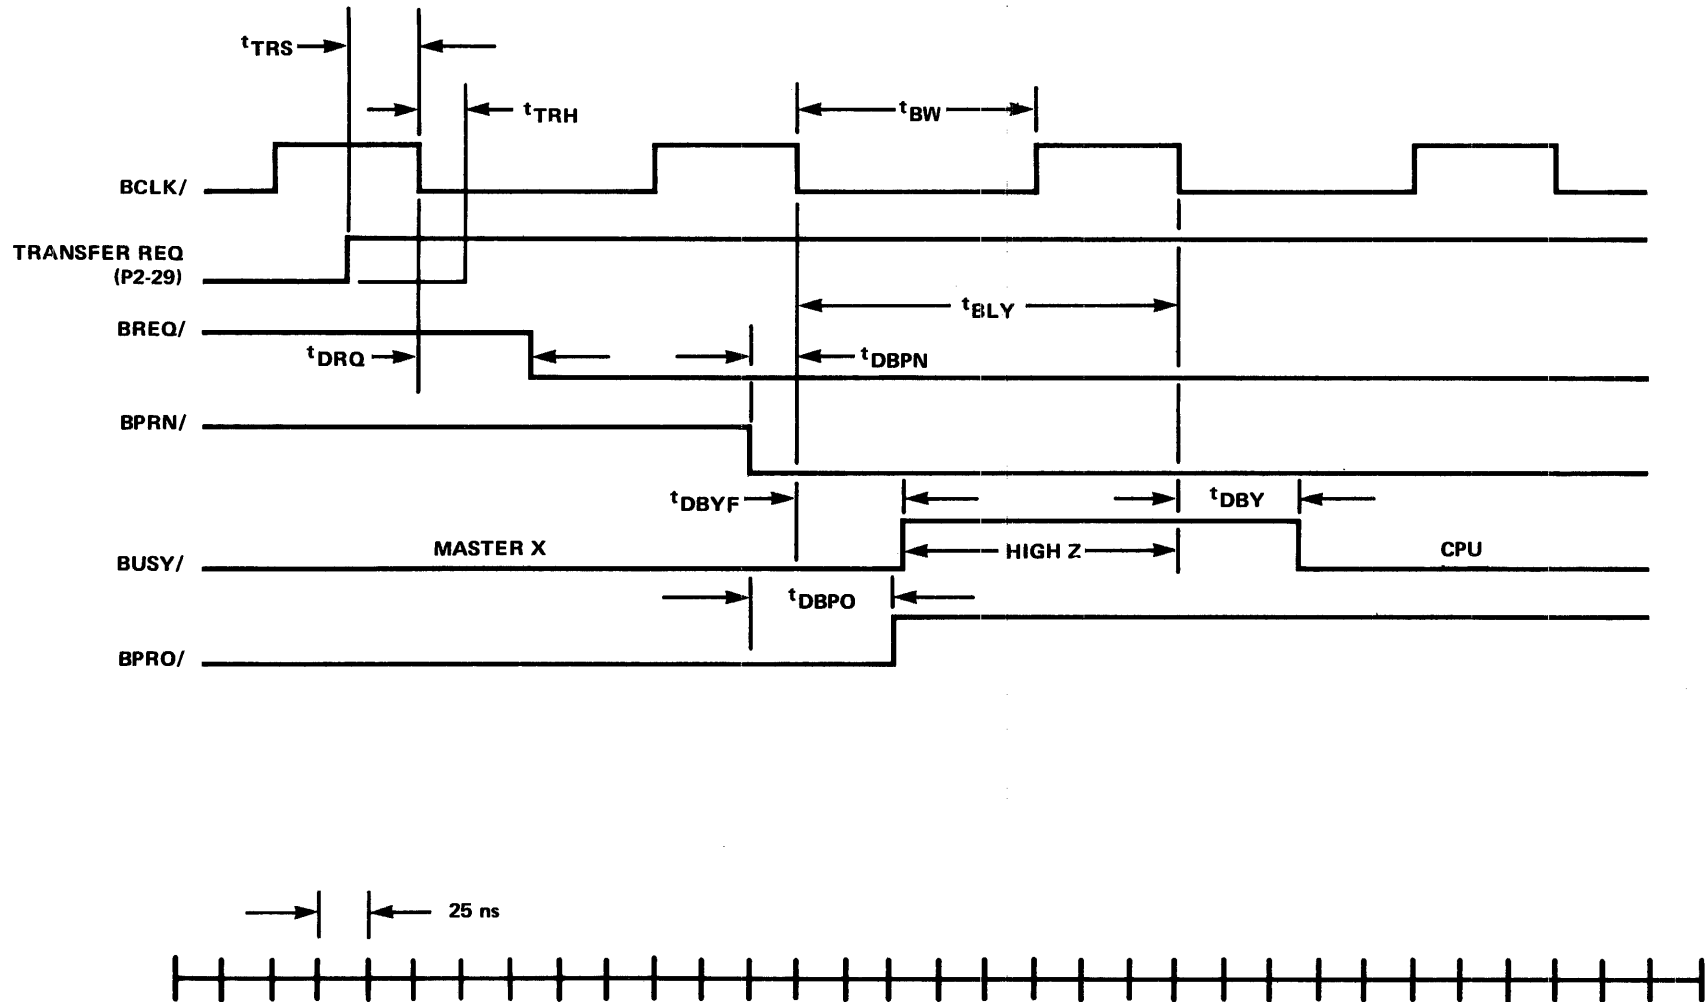 tTRS
tTRH
tBW
BCLK/
TRANSFER REQ
(P2-29)
tBLY
BREQ/
tDRQ
tDBPN
BPRN/
tDBYF
tDBY
MASTER X
HIGH Z
CPU
BUSY/
tDBPO
BPRO/
25 ns